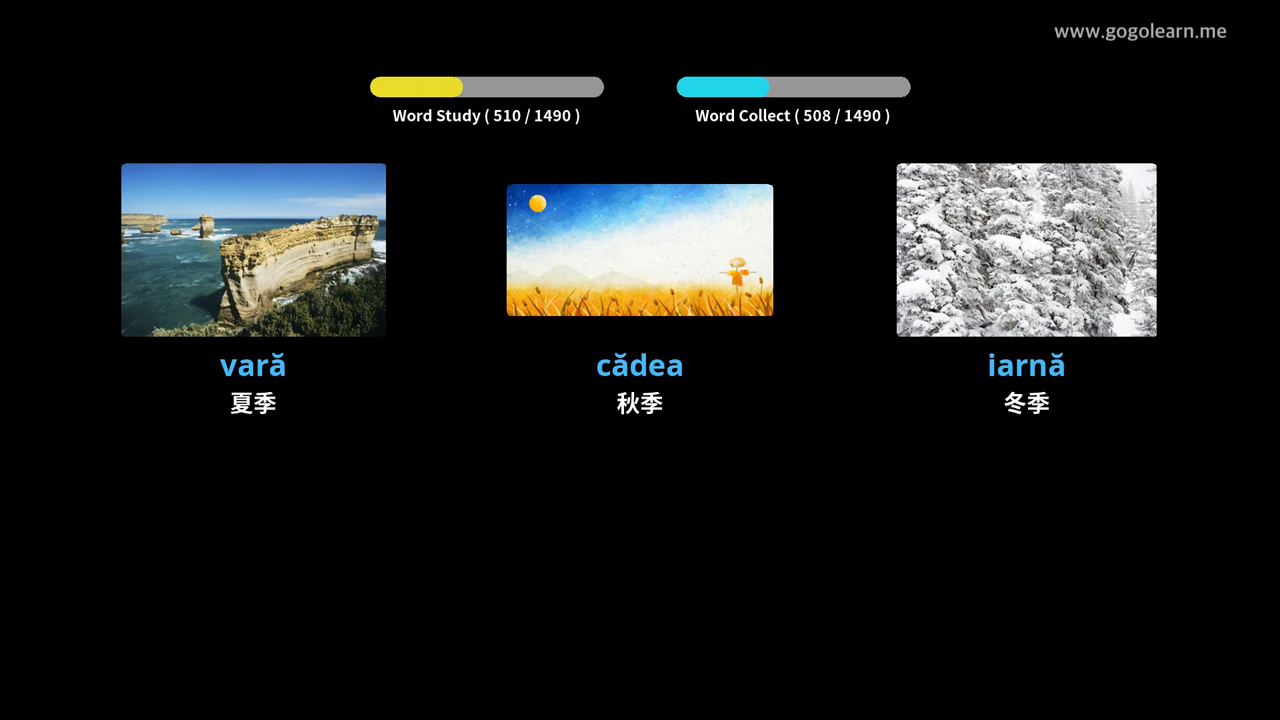 www.gogolearn.me
Word Study ( 510 / 1490 )
Word Collect ( 508 / 1490 )
vară
cădea
iarnă
夏季
秋季
冬季